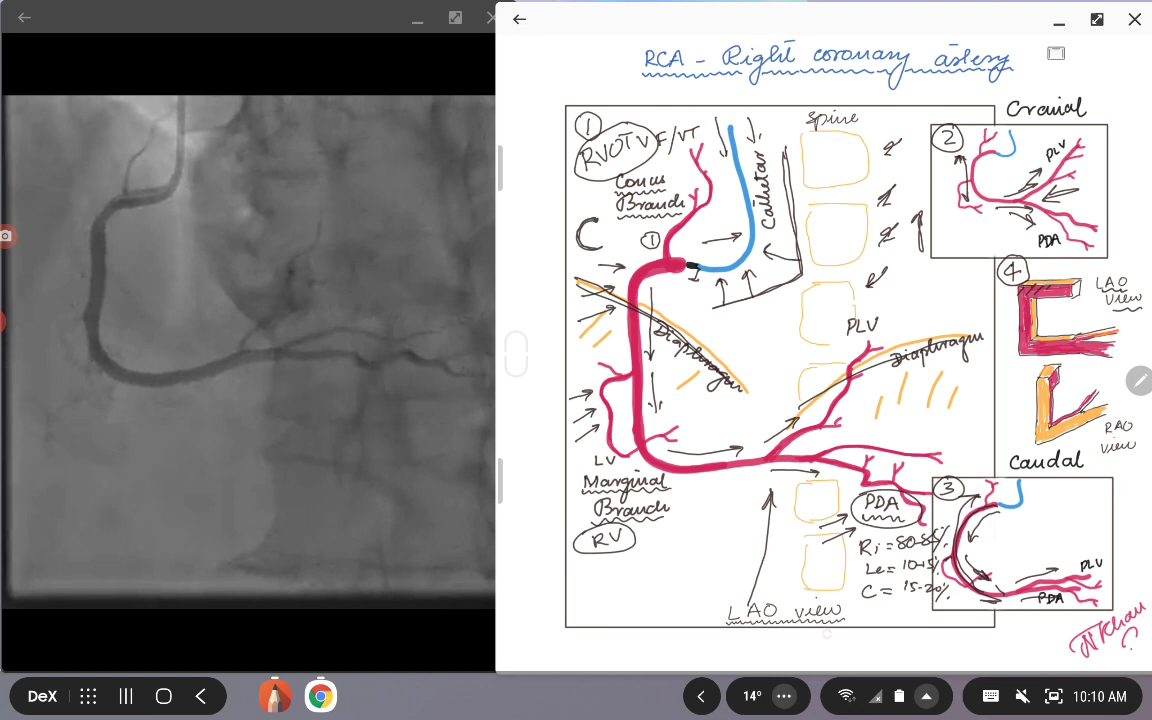 RCA - Right coronary artery
1
RVOT VF/VT
Conus
Branch
C
1
Catheter
Spine
Cranial
2
PLV
PDA
4
LAO
View
RAO
view
Diaphragm
PLV
Diaphragm
LV
Marginal
Branch
RV
PDA
Ri = 80-85%
Le = 10-15%
C = 15-20%
LAO view
Caudal
3
PLV
PDA
N Khan
DeX
14°
10:10 AM